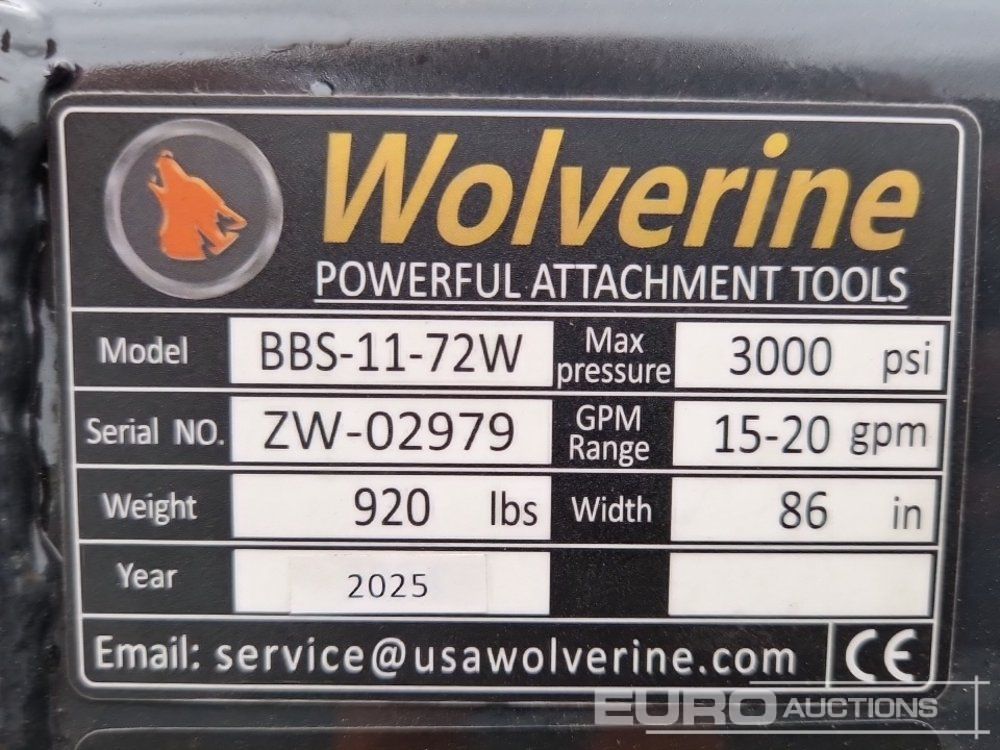 Wolverine
POWERFUL ATTACHMENT TOOLS
Model BBS-11-72W Max pressure 3000 psi
Serial NO. ZW-02979 GPM Range 15-20 gpm
Weight 920 lbs Width 86 in
Year 2025
Email: service@usawolverine.com CE
EURO AUCTIONS